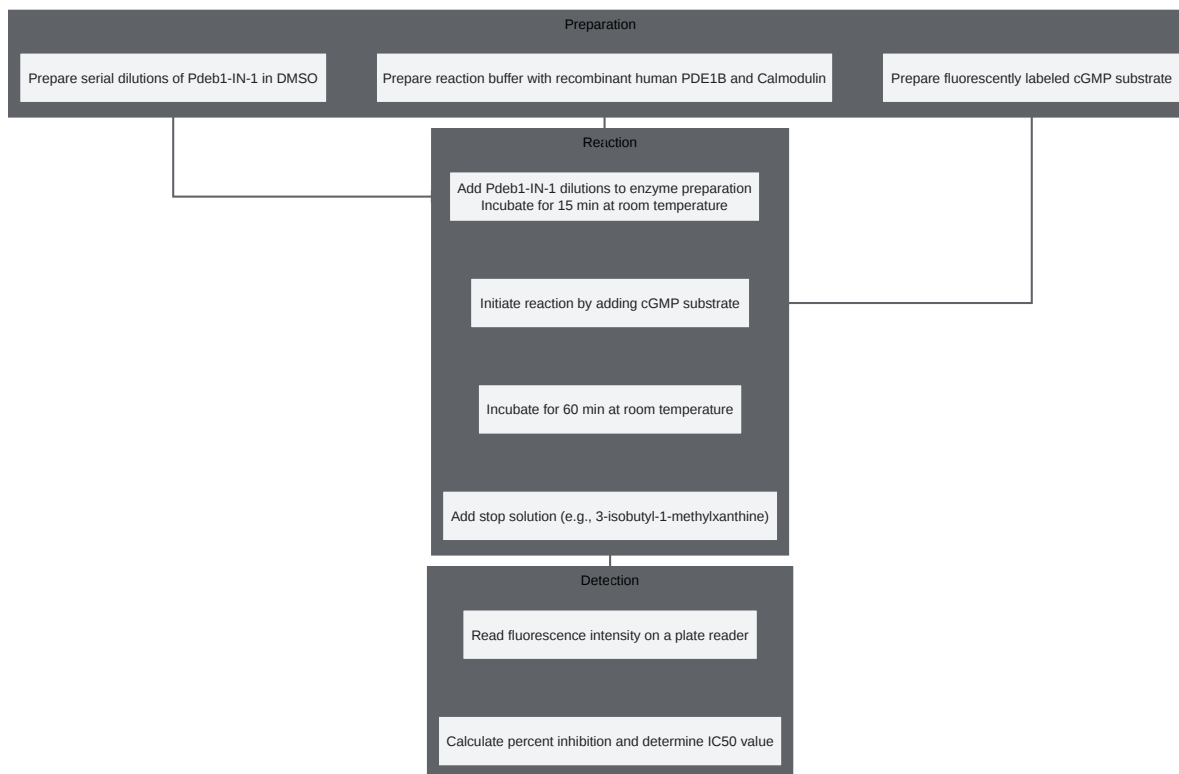 Preparation
Prepare serial dilutions of Pdeb1-IN-1 in DMSO
Prepare reaction buffer with recombinant human PDE1B and Calmodulin
Prepare fluorescently labeled cGMP substrate
Reaction
Add Pdeb1-IN-1 dilutions to enzyme preparation
Incubate for 15 min at room temperature
Initiate reaction by adding cGMP substrate
Incubate for 60 min at room temperature
Add stop solution (e.g., 3-isobutyl-1-methylxanthine)
Detection
Read fluorescence intensity on a plate reader
Calculate percent inhibition and determine IC50 value